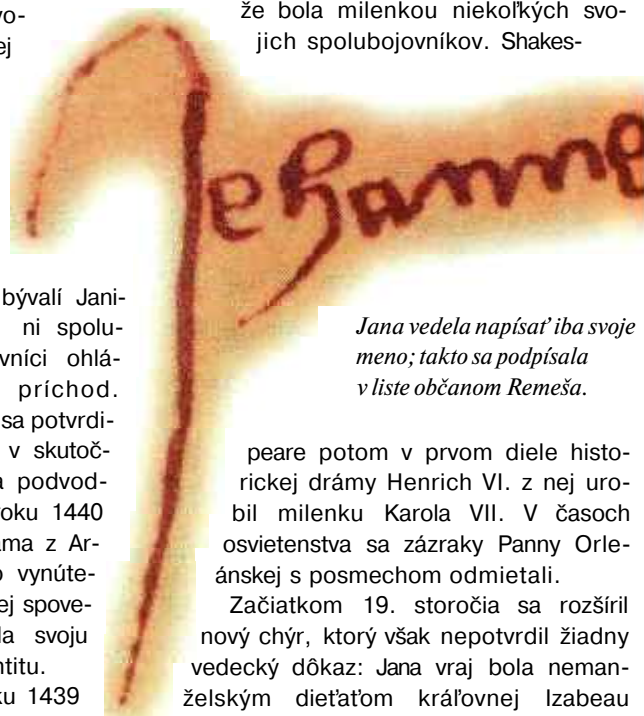 vo-
ej
bývalí Jani-
ni spolu-
vníci ohlá-
príchod.
sa potvrdi-
v skutoč-
a podvod-
oku 1440
ama z Ar-
o vynúte-
ej spove-
la svoju
ntitu.
ku 1439
že bola milenkou niekoľkých svo-
jich spolubojovníkov. Shakes-
Jehanne
Jana vedela napísať iba svoje
meno; takto sa podpísala
v liste občanom Remeša.
peare potom v prvom diele histo-
rickej drámy Henrich VI. z nej uro-
bil milenku Karola VII. V časoch
osvietenstva sa zázraky Panny Orle-
ánskej s posmechom odmietali.
Začiatkom 19. storočia sa rozšíril
nový chýr, ktorý však nepotvrdil žiadny
vedecký dôkaz: Jana vraj bola neman-
želským dieťaťom kráľovnej Izabeau